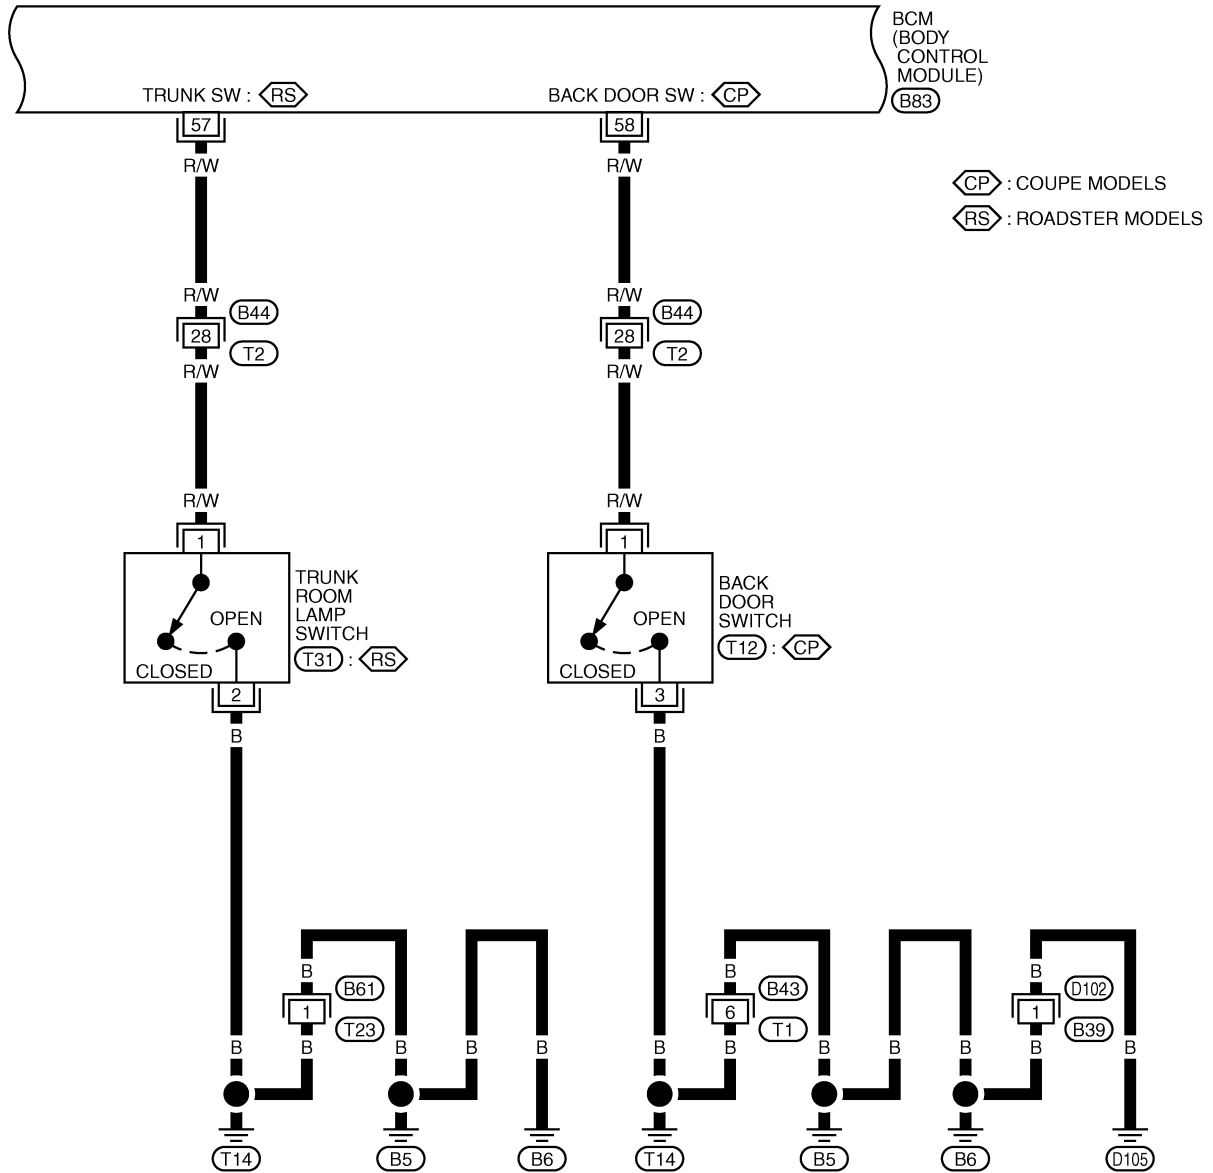 BCM
(BODY
CONTROL
MODULE)
B83
TRUNK SW : RS
BACK DOOR SW : CP
57
58
R/W
R/W
CP : COUPE MODELS
RS : ROADSTER MODELS
R/W
R/W
B44
B44
28
28
T2
T2
R/W
R/W
R/W
R/W
1
1
TRUNK
ROOM
LAMP
SWITCH
T31 : RS
OPEN
CLOSED
BACK
DOOR
SWITCH
T12 : CP
OPEN
CLOSED
2
3
B
B
B
B
B
B61
B43
D102
1
6
1
T23
T1
B39
B
B
B
B
B
B
B
B
B
B
B
B
T14
B5
B6
T14
B5
B6
D105